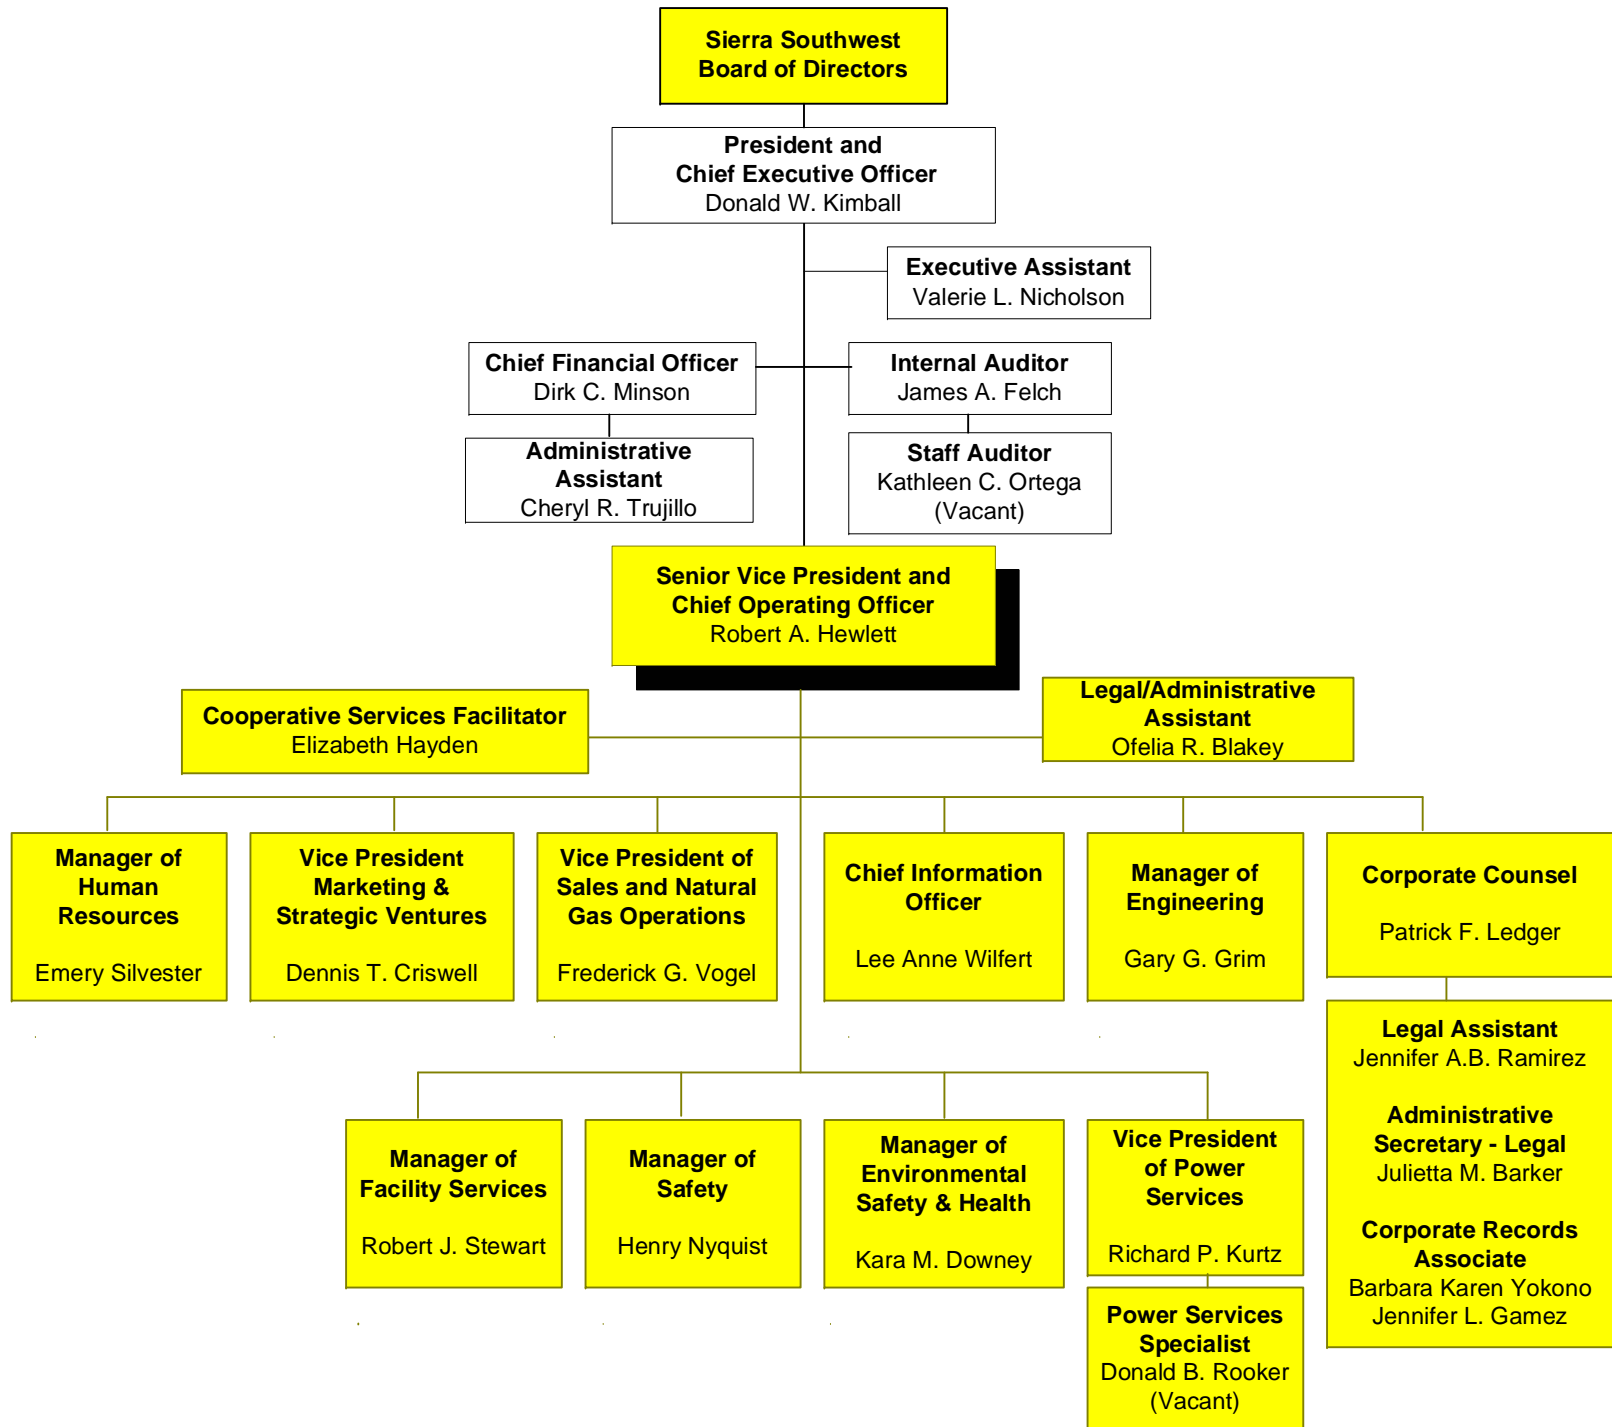 Sierra Southwest
Board of Directors
President and
Chief Executive Officer
Donald W. Kimball
Executive Assistant
Valerie L. Nicholson
Chief Financial Officer
Dirk C. Minson
Internal Auditor
James A. Felch
Administrative
Assistant
Cheryl R. Trujillo
Staff Auditor
Kathleen C. Ortega
(Vacant)
Senior Vice President and
Chief Operating Officer
Robert A. Hewlett
Cooperative Services Facilitator
Elizabeth Hayden
Legal/Administrative
Assistant
Ofelia R. Blakey
Manager of
Human
Resources
Emery Silvester
Vice President
Marketing &
Strategic Ventures
Dennis T. Criswell
Vice President of
Sales and Natural
Gas Operations
Frederick G. Vogel
Chief Information
Officer
Lee Anne Wilfert
Manager of
Engineering
Gary G. Grim
Corporate Counsel
Patrick F. Ledger
Legal Assistant
Jennifer A.B. Ramirez
Administrative
Secretary - Legal
Julietta M. Barker
Corporate Records
Associate
Barbara Karen Yokono
Jennifer L. Gamez
Manager of
Facility Services
Robert J. Stewart
Manager of
Safety
Henry Nyquist
Manager of
Environmental
Safety & Health
Kara M. Downey
Vice President
of Power
Services
Richard P. Kurtz
Power Services
Specialist
Donald B. Rooker
(Vacant)